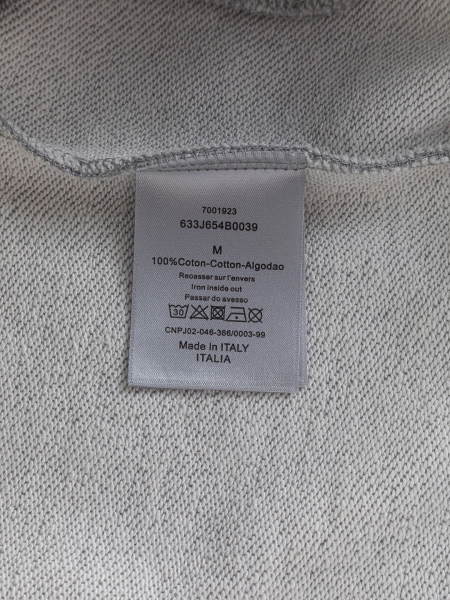 7001923
633J654B0039
M
100%Coton-Cotton-Algodao
Repasser sur l'envers
Iron inside out
Passar do avesso
30
CNPJ02-046-386/0003-99
Made in ITALY
ITALIA